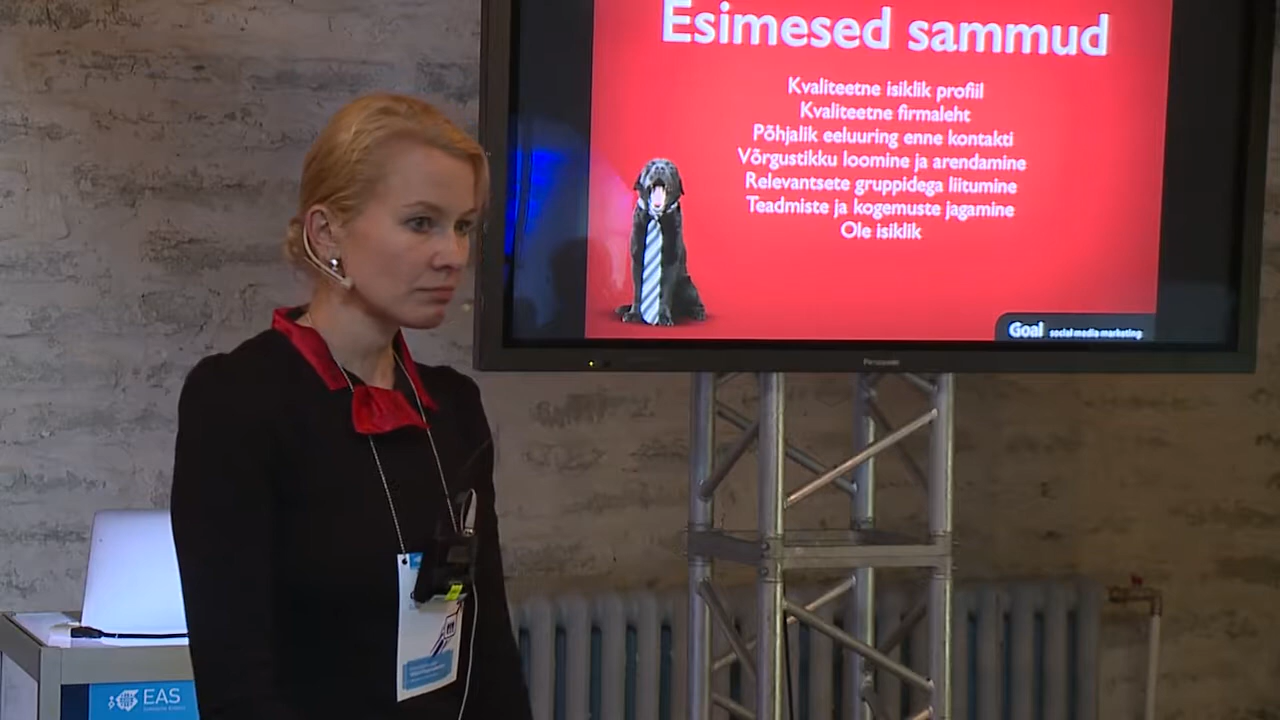 Esimesed sammud
Kvaliteetne isiklik profiil
Kvaliteetne firmaleht
Põhjalik eeluuring enne kontakti
Võrgustikku loomine ja arendamine
Relevantsete gruppidega liitumine
Teadmiste ja kogemuste jagamine
Ole isiklik
Goal social media marketing
Panasonic
EAS